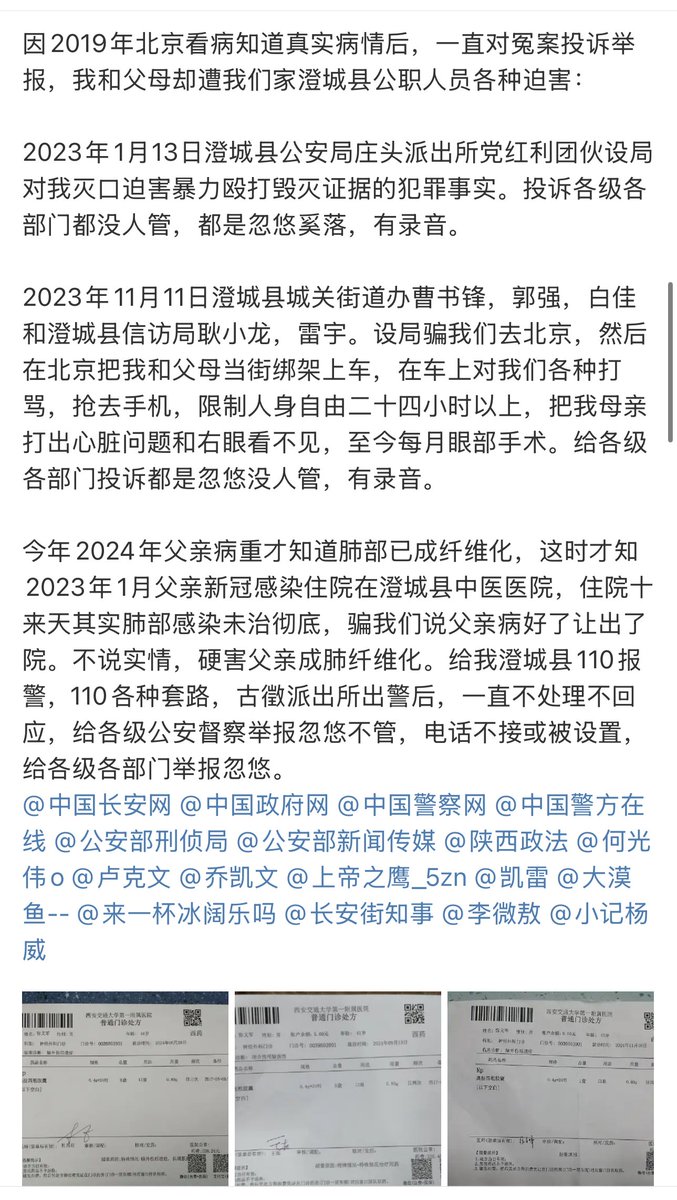 因2019年北京看病知道真实病情后，一直对冤案投诉举
报，我和父母却遭我们家澄城县公职人员各种迫害：
2023年1月13日澄城县公安局庄头派出所党红利团伙设局
对我灭口迫害暴力殴打毁灭证据的犯罪事实。投诉各级各
部门都没人管，都是忽悠奚落，有录音。
2023年11月11日澄城县城关街道办曹书锋，郭强，白佳
和澄城县信访局耿小龙，雷宇。设局骗我们去北京，然后
在北京把我和父母当街绑架上车，在车上对我们各种打
骂，抢去手机，限制人身自由二十四小时以上，把我母亲
打出心脏问题和右眼看不见，至今每月眼部手术。给各级
各部门投诉都是忽悠没人管，有录音。
今年2024年父亲病重才知道肺部已成纤维化，这时才知
2023年1月父亲新冠感染住院在澄城县中医医院，住院十
来天其实肺部感染未治彻底，骗我们说父亲病好了让出了
院。不说实情，硬害父亲成肺纤维化。给我澄城县110报
警，110各种套路，古徵派出所出警后，一直不处理不回
应，给各级公安督察举报忽悠不管，电话不接或被设置，
给各级各部门举报忽悠。
@中国长安网 @中国政府网 @中国警察网 @中国警方在
线 @公安部刑侦局 @公安部新闻传媒 @陕西政法 @何光
伟o @卢克文 @乔凯文 @上帝之鹰_5zn @凯雷 @大漠
鱼-- @来一杯冰阔乐吗 @长安街知事 @李微敖 @小记杨
威
西安交通大学第一附属医院
普通门诊处方
西安交通大学第一附属医院
普通门诊处方
西安交通大学第一附属医院
普通门诊处方